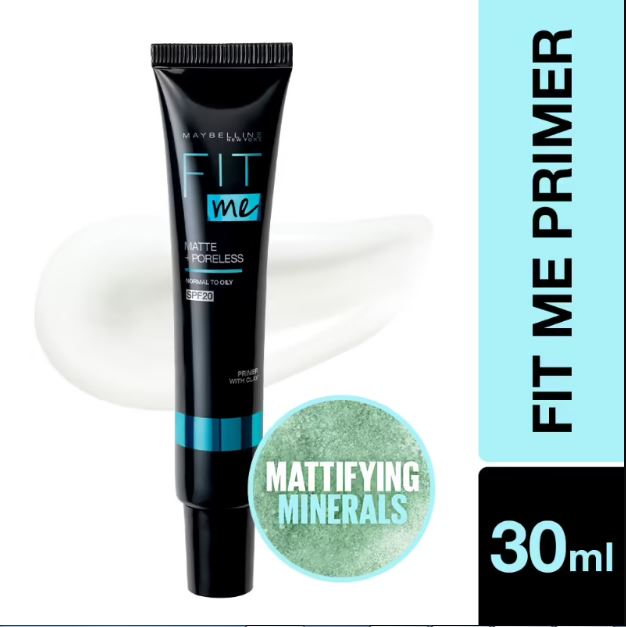 MAYBELLINE
NEW YORK
FIT
me
MATTE
+ PORELESS
NORMAL TO OILY
SPF20
PRIMER
WITH CLAY
MATTIFYING
MINERALS
FIT ME PRIMER
30ml